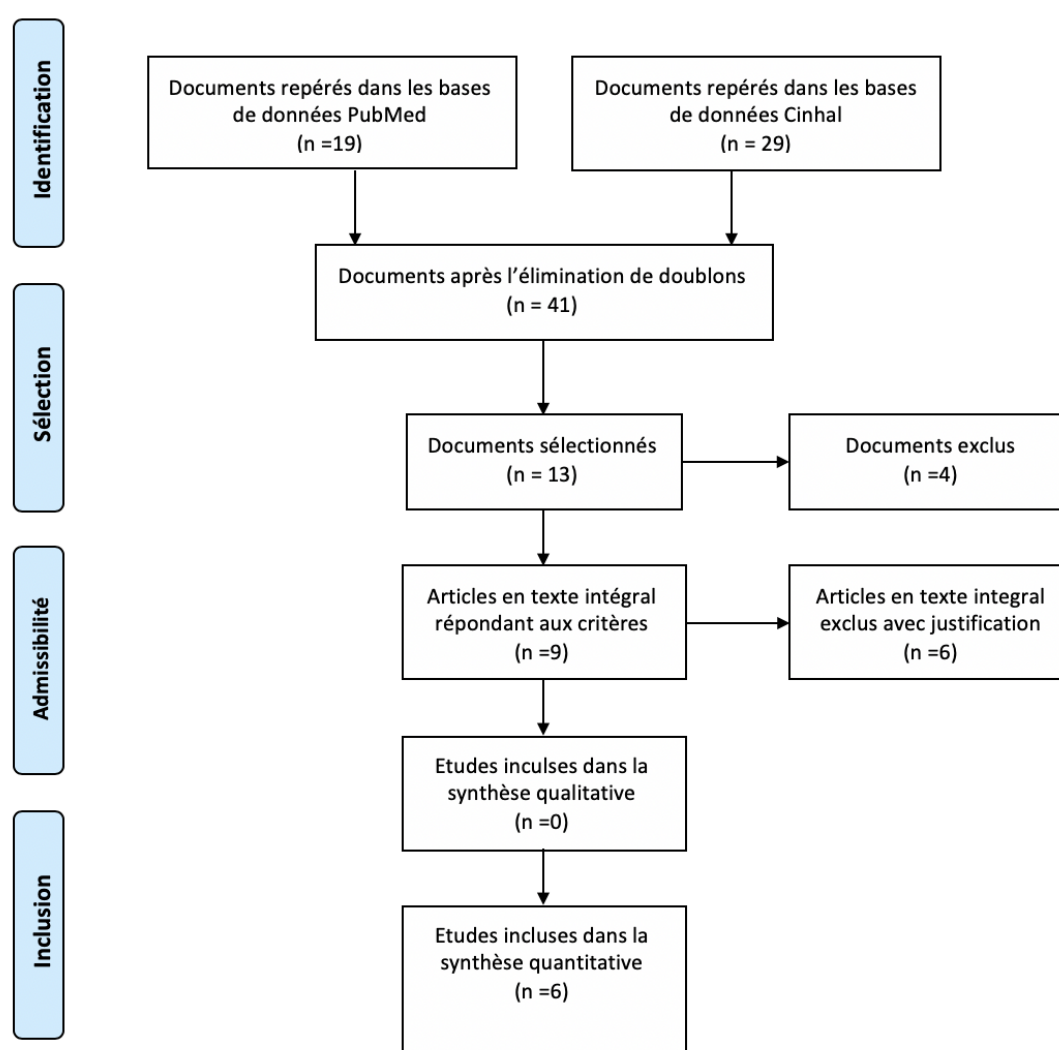 Identification
Documents repérés dans les bases
de données PubMed
(n =19)
Documents repérés dans les bases
de données Cinhal
(n = 29)
Documents après l'élimination de doublons
(n = 41)
Sélection
Documents sélectionnés
(n = 13)
Documents exclus
(n =4)
Admissibilité
Articles en texte intégral
répondant aux critères
(n =9)
Articles en texte integral
exclus avec justification
(n =6)
Etudes inculses dans la
synthèse qualitative
(n =0)
Inclusion
Etudes incluses dans la
synthèse quantitative
(n =6)